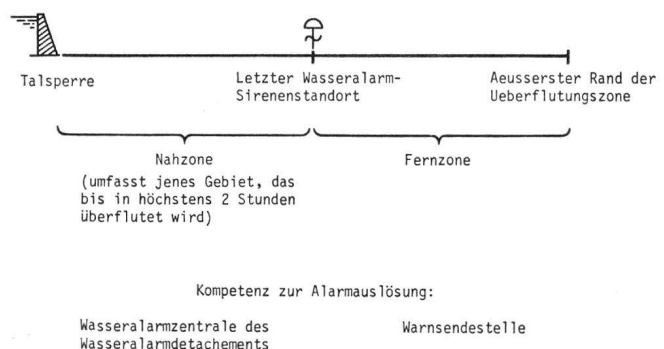 Talsperre
Letzter Wasseralarm-
Sirenenstandort
Aeusserster Rand der
Ueberflutungszone
Nahzone
(umfasst jenes Gebiet, das
bis in höchstens 2 Stunden
überflutet wird)
Fernzone
Kompetenz zur Alarmauslösung:
Wasseralarmzentrale des
Wasseralarmdetachements
Warnsendestelle